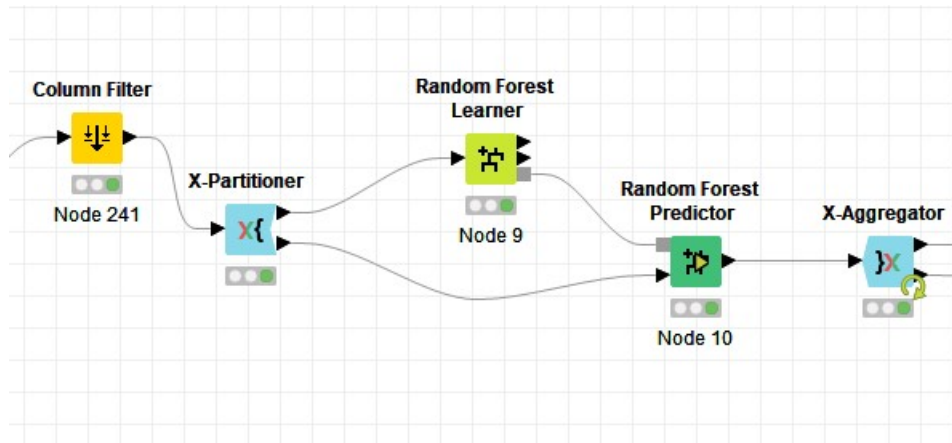 Column Filter
Node 241
X-Partitioner
X{
Random Forest
Learner
Node 9
Random Forest
Predictor
Node 10
X-Aggregator
}X